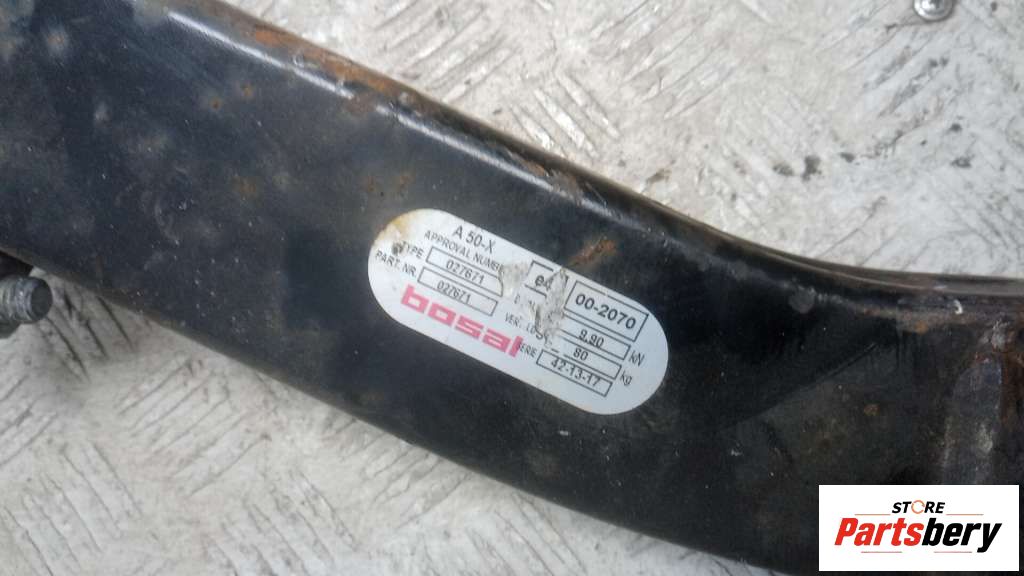 A 50-X
APPROVAL NUMBER e4 00-2070
TYPE 027671 9.90 kN
PART. NR. 027671 80 kg
bosal 42-13-17
STORE
Partsbery